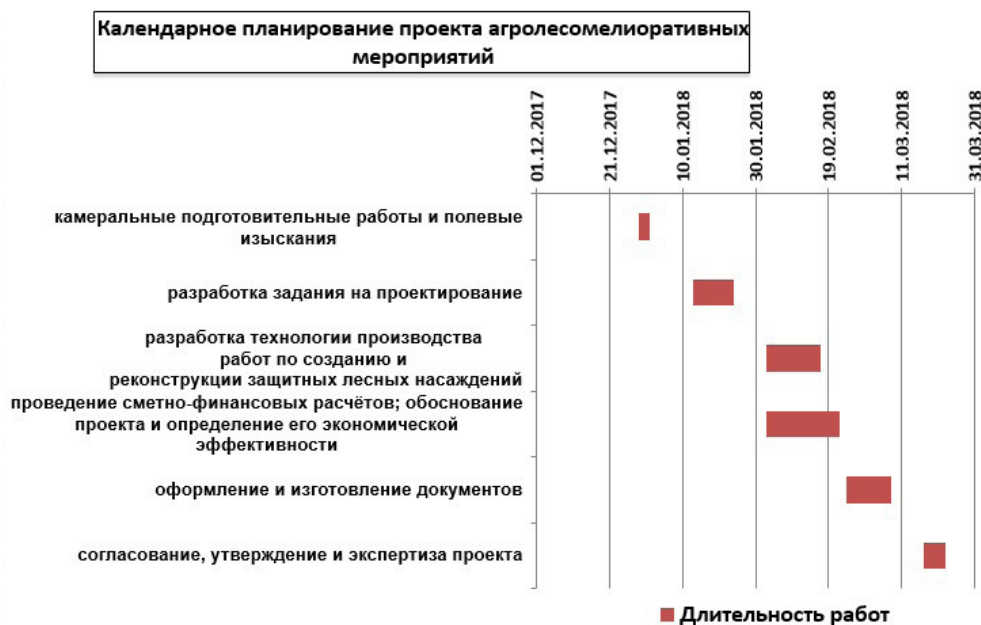 Календарное планирование проекта агролесомелиоративных
мероприятий
01.12.2017
21.12.2017
10.01.2018
30.01.2018
19.02.2018
11.03.2018
31.03.2018
камеральные подготовительные работы и полевые
изыскания
разработка задания на проектирование
разработка технологии производства
работ по созданию и
реконструкции защитных лесных насаждений
проведение сметно-финансовых расчётов; обоснование
проекта и определение его экономической
эффективности
оформление и изготовление документов
согласование, утверждение и экспертиза проекта
Длительность работ